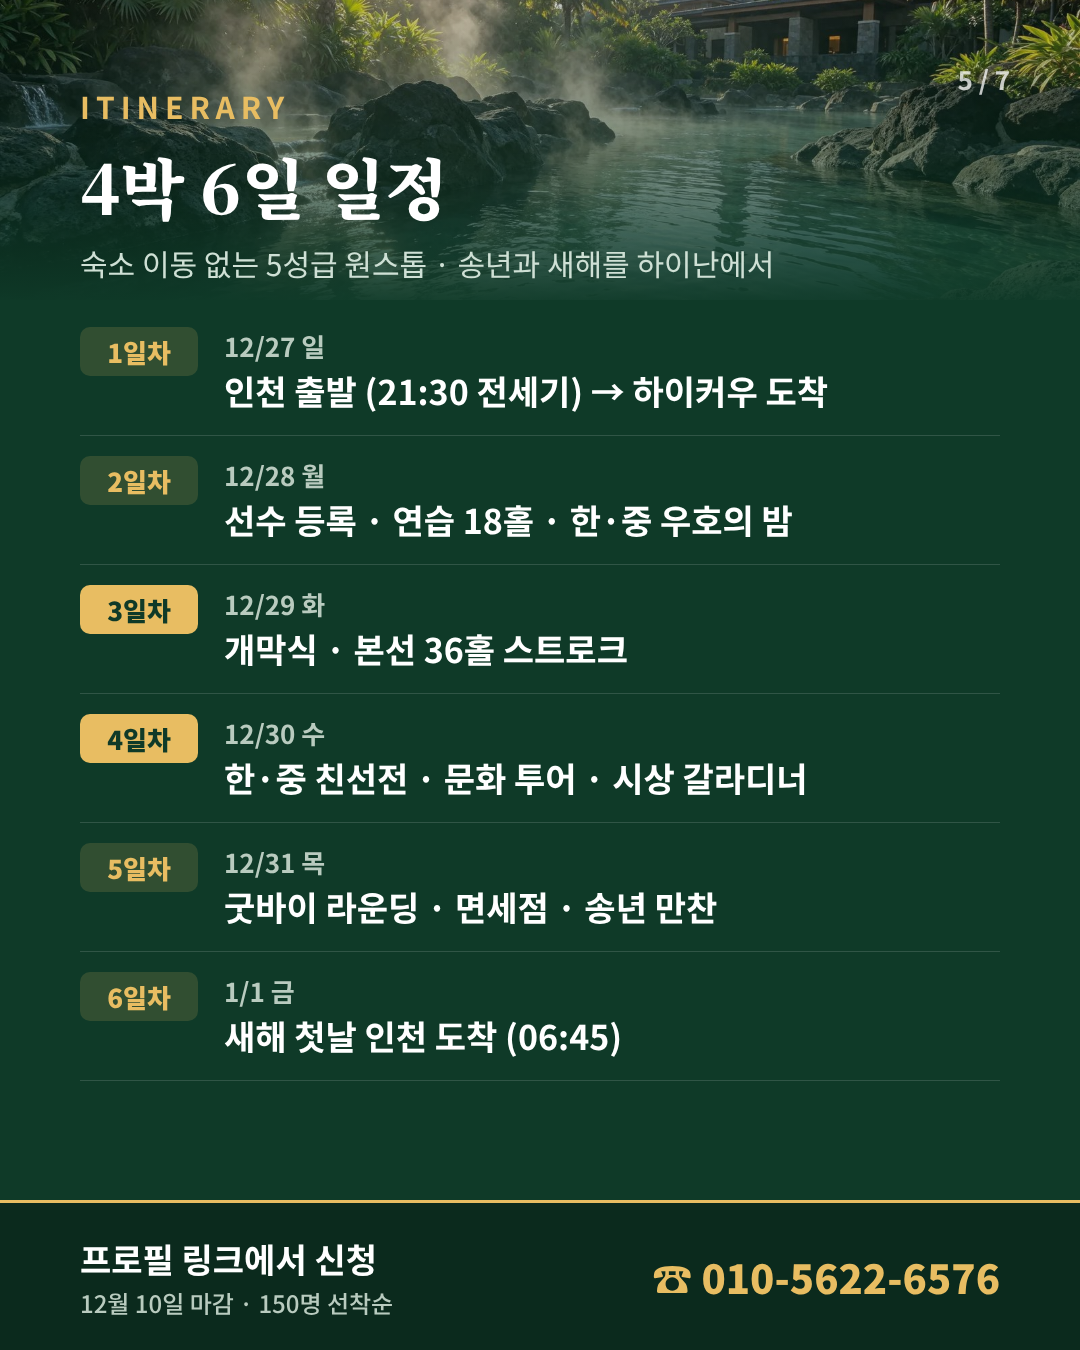 5 / 7
ITINERARY
4박 6일 일정
숙소 이동 없는 5성급 원스톱 · 송년과 새해를 하이난에서
1일차
12/27 일
인천 출발 (21:30 전세기) → 하이커우 도착
2일차
12/28 월
선수 등록 · 연습 18홀 · 한·중 우호의 밤
3일차
12/29 화
개막식 · 본선 36홀 스트로크
4일차
12/30 수
한·중 친선전 · 문화 투어 · 시상 갈라디너
5일차
12/31 목
굿바이 라운딩 · 면세점 · 송년 만찬
6일차
1/1 금
새해 첫날 인천 도착 (06:45)
프로필 링크에서 신청
12월 10일 마감 · 150명 선착순
☎ 010-5622-6576